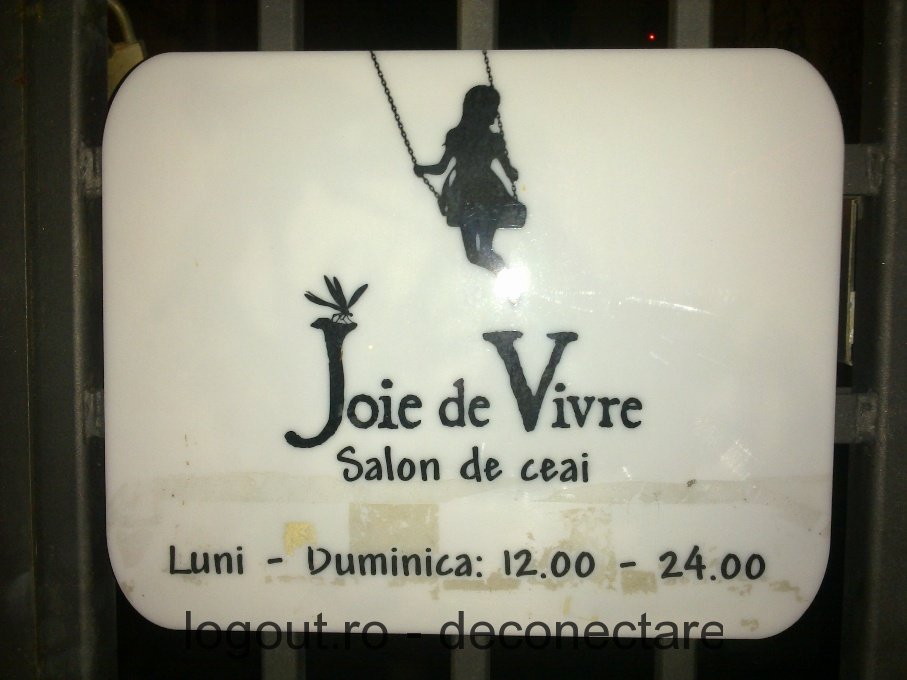 Joie de Vivre
Salon de ceai
Luni - Duminica: 12.00 - 24.00
logout.ro - deconectare